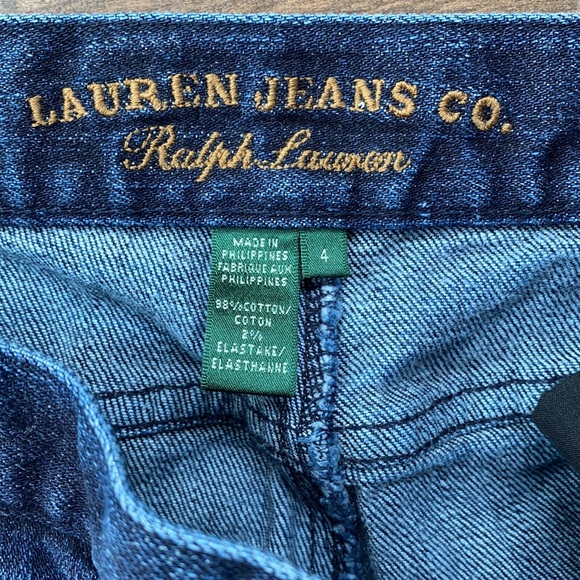 LAUREN JEANS CO.
Ralph Lauren
MADE IN
PHILIPPINES
FABRIQUE AUX
PHILIPPINES
98% COTTON/
COTON
2%
ELASTANE/
ELASTHANNE
4